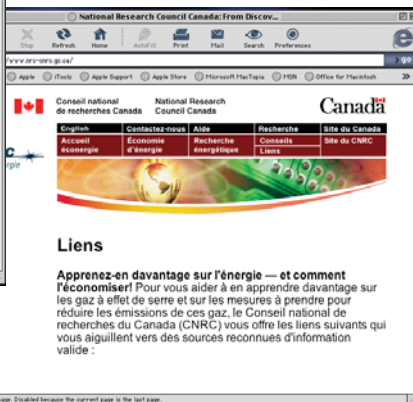 National Research Council Canada: From Discov...
Stop Refresh Home AutoFill Print Mail Search Preferences
go
Apple iTools Apple Support Apple Store Microsoft MacTopia MSN Office for Macintosh
Conseil national National Research
de recherches Canada Council Canada
Canada
English Contactez-nous Aide Recherche Site du Canada
Accueil Économie Recherche Conseils Site du CNRC
éconergie d'énergie énergétique Liens
Liens
Apprenez-en davantage sur l'énergie — et comment
l'économiser! Pour vous aider à en apprendre davantage sur
les gaz à effet de serre et sur les mesures à prendre pour
réduire les émissions de ces gaz, le Conseil national de
recherches du Canada (CNRC) vous offre les liens suivants qui
vous aiguillent vers des sources reconnues d'information
valide :
Disabled because the current page is the last page.